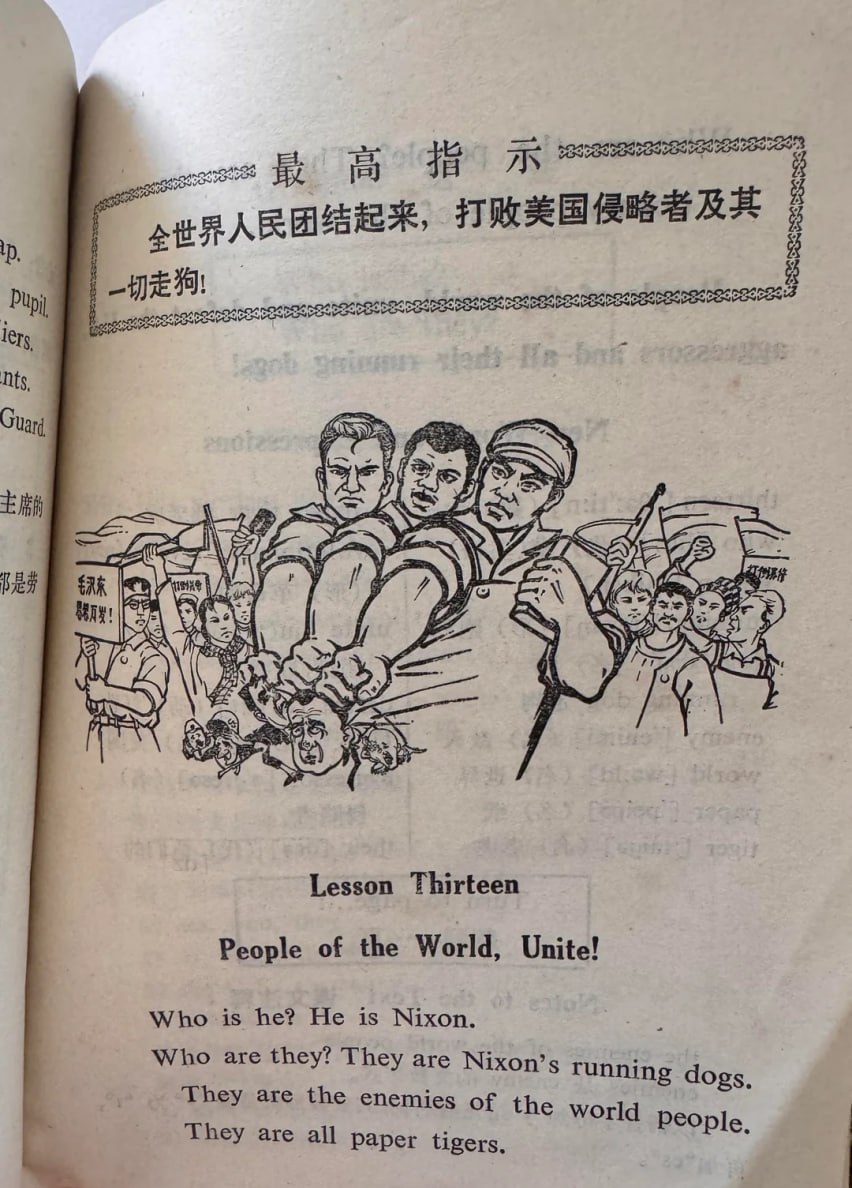 ap.
pupil.
iers.
ants.
Guard.
主席的
都是劳
最高指示
全世界人民团结起来，打败美国侵略者及其
一切走狗!
毛泽东
思想万岁!
Lesson Thirteen
People of the World, Unite!
Who is he? He is Nixon.
Who are they? They are Nixon's running dogs.
They are the enemies of the world people.
They are all paper tigers.